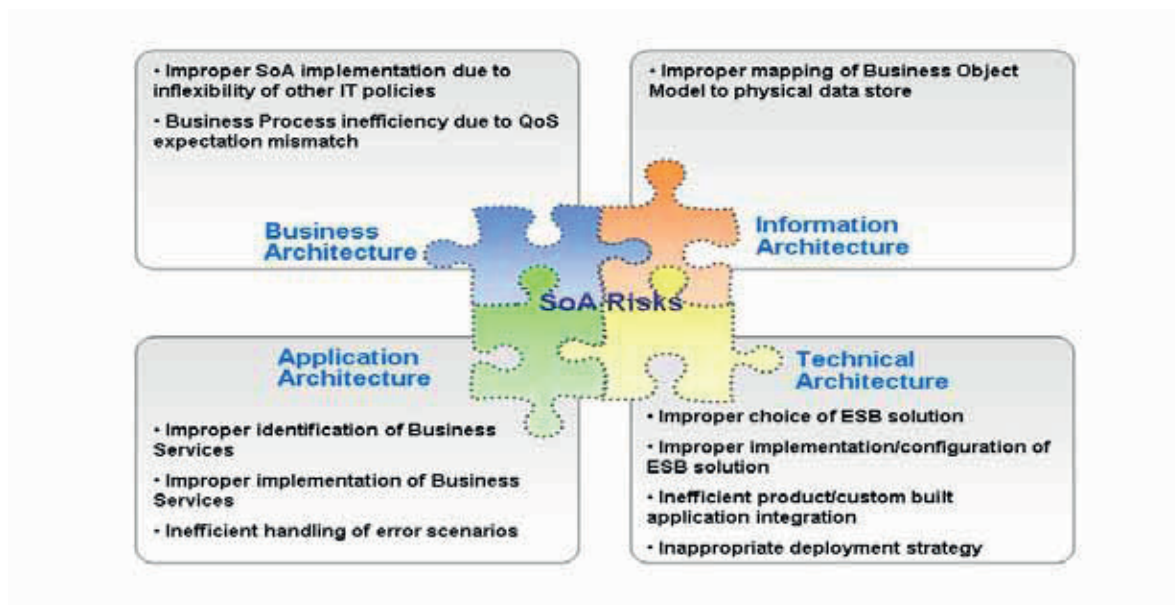 • Improper SoA implementation due to
inflexibility of other IT policies
• Business Process inefficiency due to QoS
expectation mismatch
Business
Architecture
• Improper mapping of Business Object
Model to physical data store
Information
Architecture
SoA Risks
Application
Architecture
• Improper identification of Business
Services
• Improper implementation of Business
Services
• Inefficient handling of error scenarios
Technical
Architecture
• Improper choice of ESB solution
• Improper implementation/configuration of
ESB solution
• Inefficient product/custom built
application integration
• Inappropriate deployment strategy